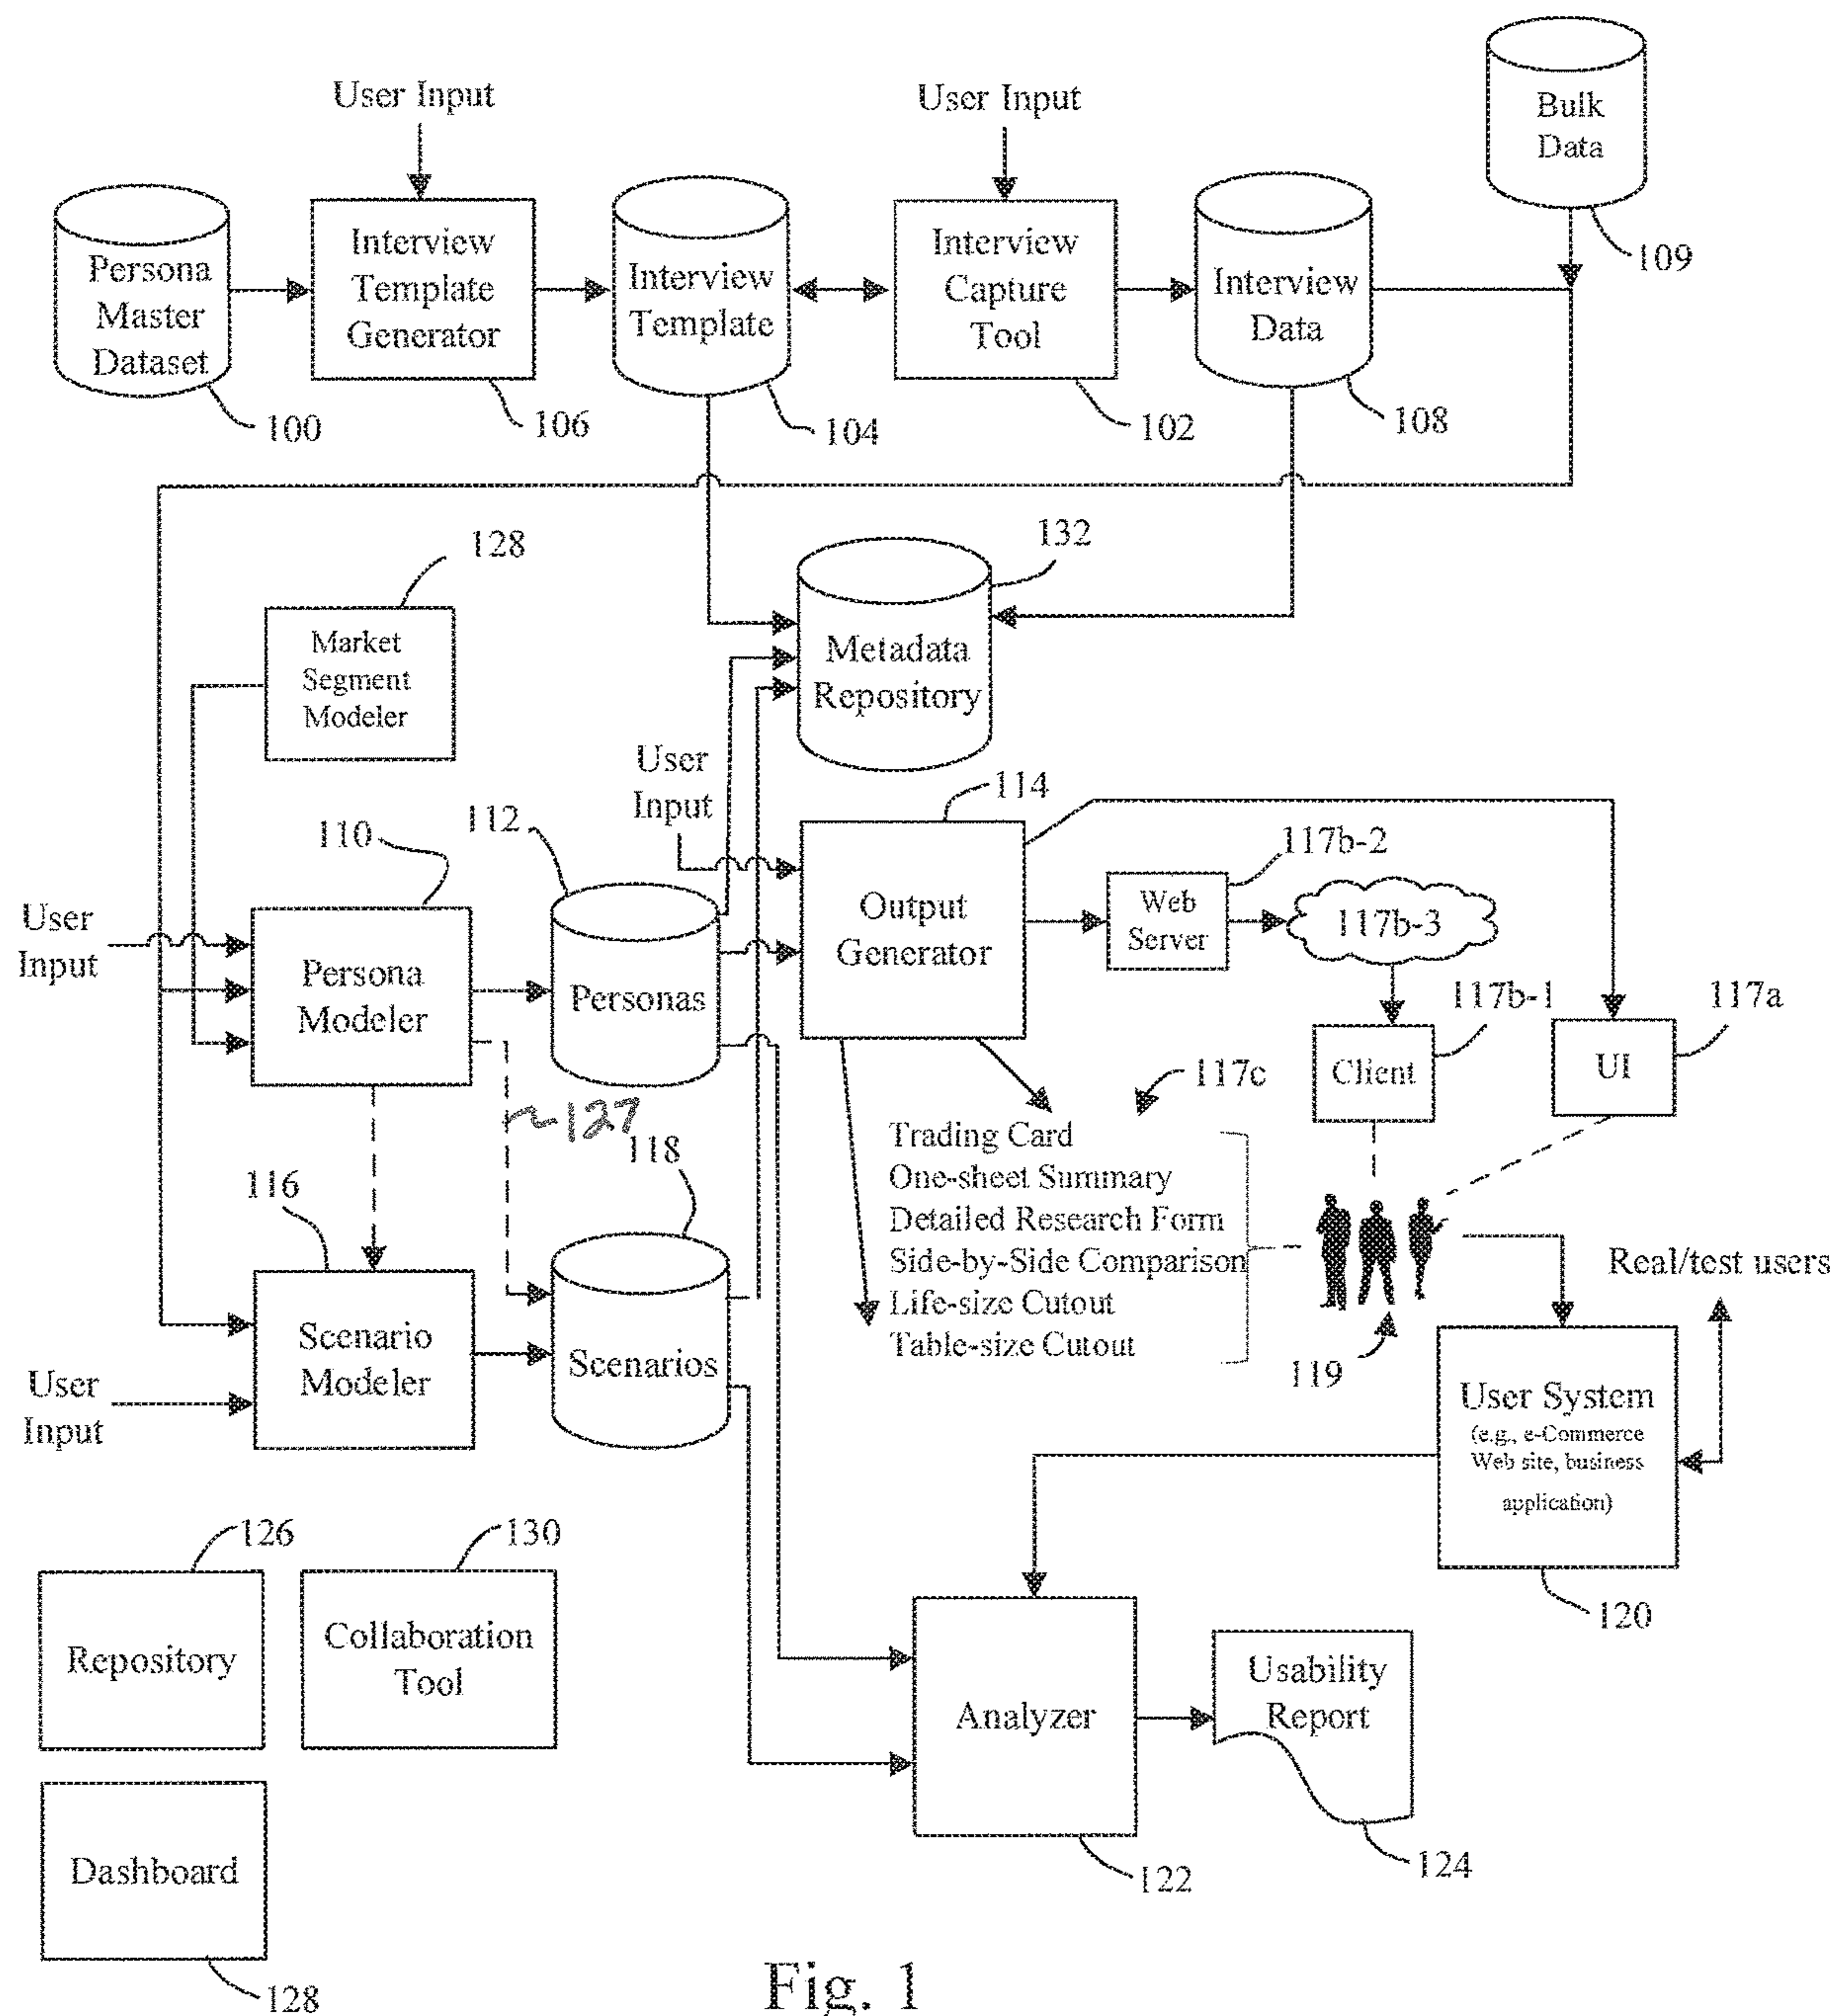 User Input
User Input
Bulk
Data
109
Persona
Master
Dataset
100
Interview
Template
Generator
106
Interview
Template
104
Interview
Capture
Tool
102
Interview
Data
108
128
Market
Segment
Modeler
132
Metadata
Repository
User
Input
114
Output
Generator
117b-2
Web
Server
117b-3
117b-1
Client
117a
UI
110
User
Input
Persona
Modeler
112
Personas
127
117c
Trading Card
One-sheet Summary
Detailed Research Form
Side-by-Side Comparison
Life-size Cutout
Table-size Cutout
119
Real/test users
116
User
Input
Scenario
Modeler
118
Scenarios
User System
(e.g., e-Commerce
Web site, business
application)
120
126
Repository
130
Collaboration
Tool
Analyzer
122
Usability
Report
124
Dashboard
128
Fig. 1